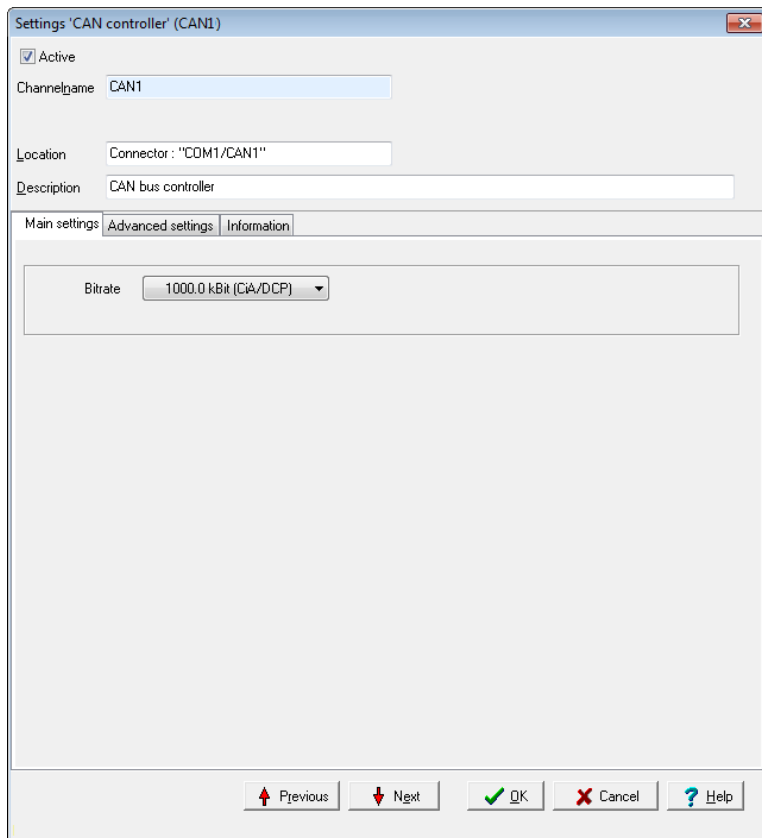 Settings 'CAN controller' (CAN1)
Active
Channelname CAN1
Location Connector : "COM1/CAN1"
Description CAN bus controller
Main settings Advanced settings Information
Bitrate 1000.0 kBit (CiA/DCP)
Previous Next OK Cancel ? Help